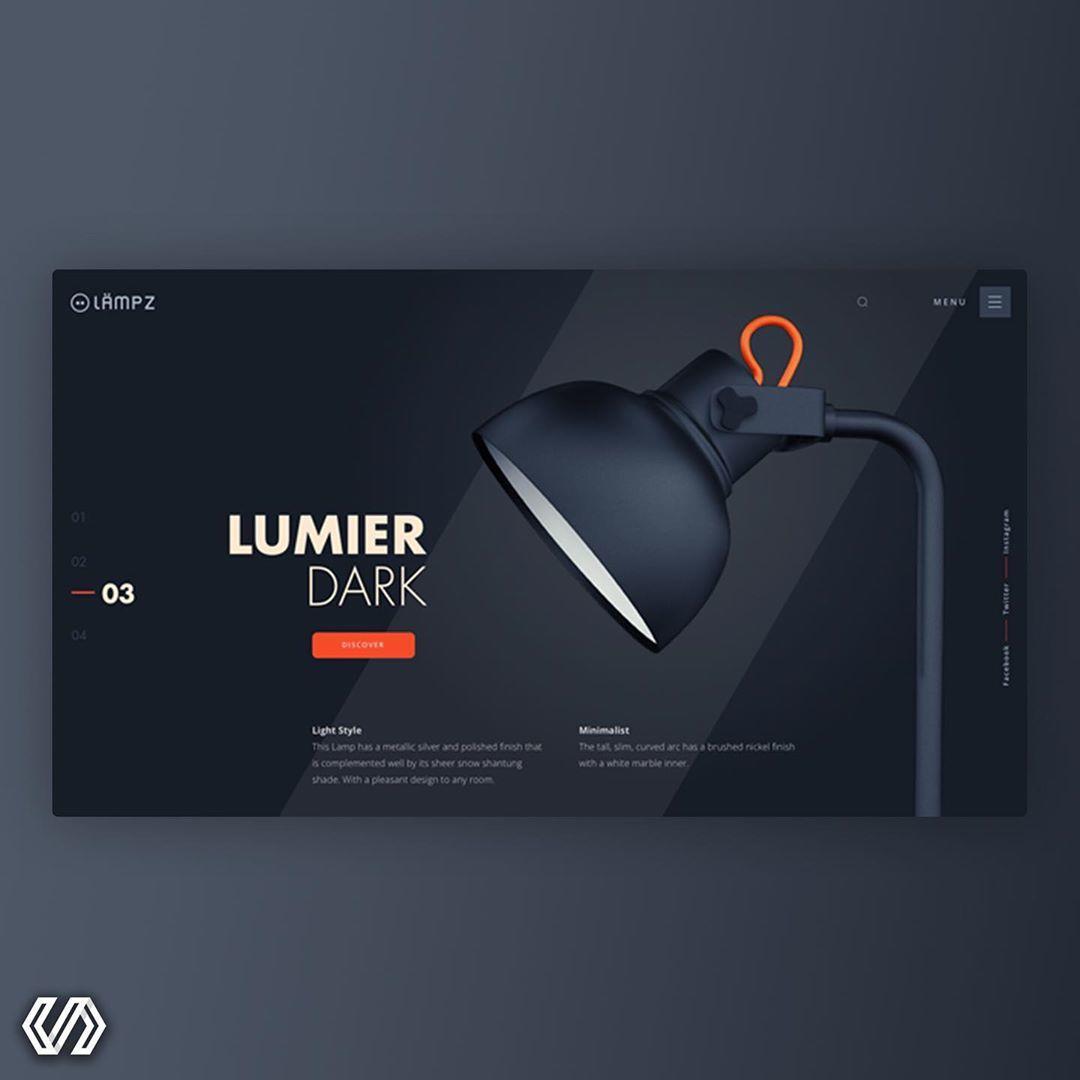 LÄMPZ
MENU
01
02
03
04
LUMIER
DARK
DISCOVER
Light Style
This Lamp has a metallic silver and polished finish that
is complemented well by its sheer snow shantung
shade. With a pleasant design to any room.
Minimalist
The tall, slim, curved arc has a brushed nickel finish
with a white marble inner.
Facebook
Twitter
Instagram